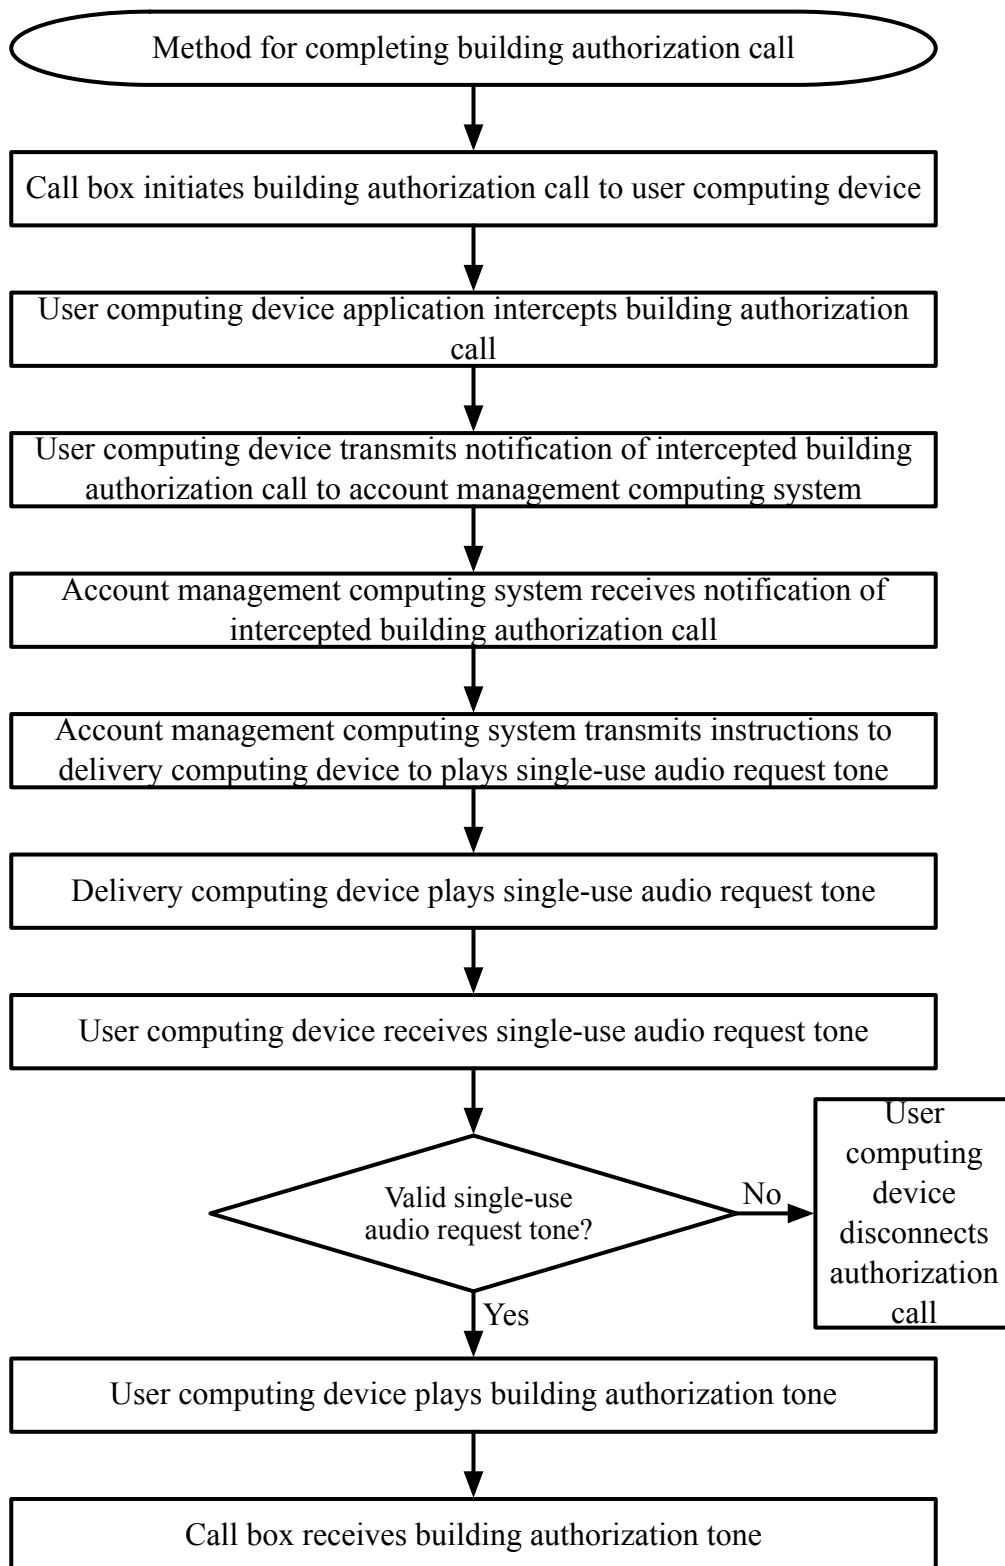 Method for completing building authorization call
Call box initiates building authorization call to user computing device
User computing device application intercepts building authorization
call
User computing device transmits notification of intercepted building
authorization call to account management computing system
Account management computing system receives notification of
intercepted building authorization call
Account management computing system transmits instructions to
delivery computing device to plays single-use audio request tone
Delivery computing device plays single-use audio request tone
User computing device receives single-use audio request tone
Valid single-use
audio request tone?
No
User
computing
device
disconnects
authorization
call
Yes
User computing device plays building authorization tone
Call box receives building authorization tone